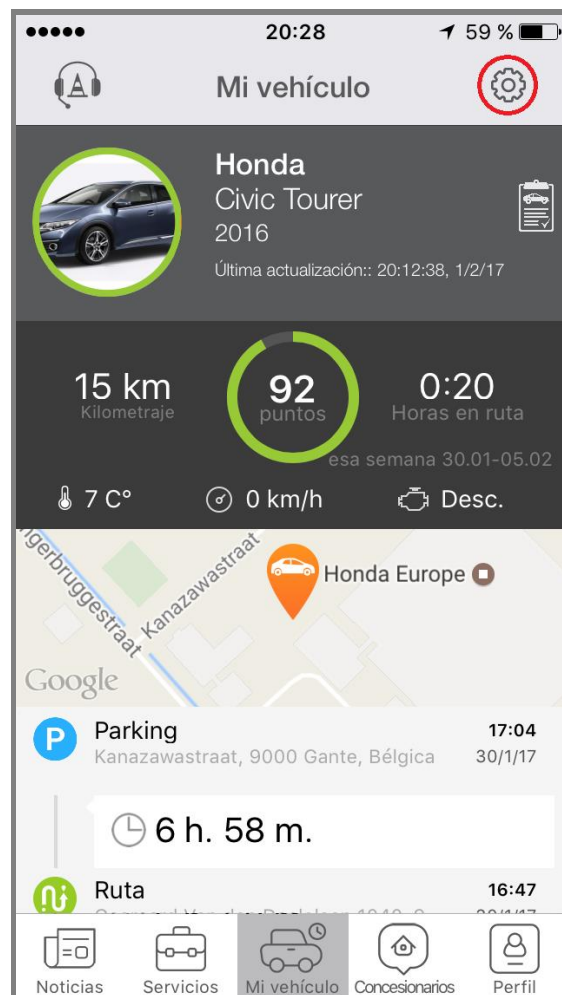 20:28
59 %
Mi vehículo
Honda
Civic Tourer
2016
Última actualización:: 20:12:38, 1/2/17
15 km
Kilometraje
92
puntos
0:20
Horas en ruta
esa semana 30.01-05.02
7 C°
0 km/h
Desc.
ngerbruggestraat
Kanazawastraat
Honda Europe
Google
P
Parking
17:04
Kanazawastraat, 9000 Gante, Bélgica
30/1/17
6 h. 58 m.
Ruta
16:47
Noticias
Servicios
Mi vehículo
Concesionarios
Perfil